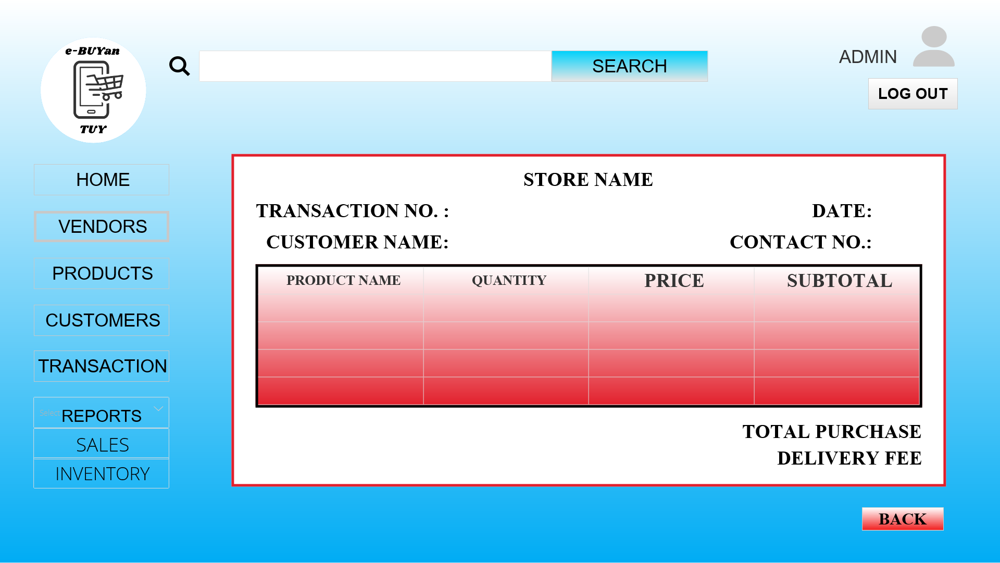 e-BUYan
TUY
SEARCH
ADMIN
LOG OUT
HOME
VENDORS
PRODUCTS
CUSTOMERS
TRANSACTION
Select
REPORTS
SALES
INVENTORY
STORE NAME
TRANSACTION NO. :
DATE:
CUSTOMER NAME:
CONTACT NO.:
PRODUCT NAME QUANTITY PRICE SUBTOTAL
TOTAL PURCHASE
DELIVERY FEE
BACK